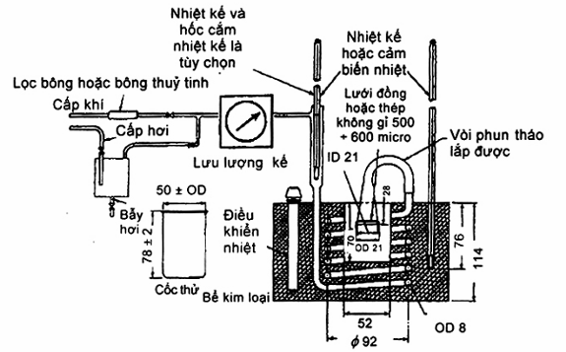 Nhiệt kế và
hốc cắm
nhiệt kế là
tùy chọn
Nhiệt kế
hoặc cảm
biến nhiệt
Lọc bông hoặc bông thuỷ tinh
Cấp khí
Cấp hơi
Lưu lượng kế
Lưới đồng
hoặc thép
không gỉ 500
÷ 600 micro
ID 21
Vòi phun tháo
lắp được
Bẫy
hơi
50 ± OD
78 ± 2
Cốc thử
Điều
khiển
nhiệt
Bể kim loại
28
70
OD 21
76
114
52
φ 92
OD 8